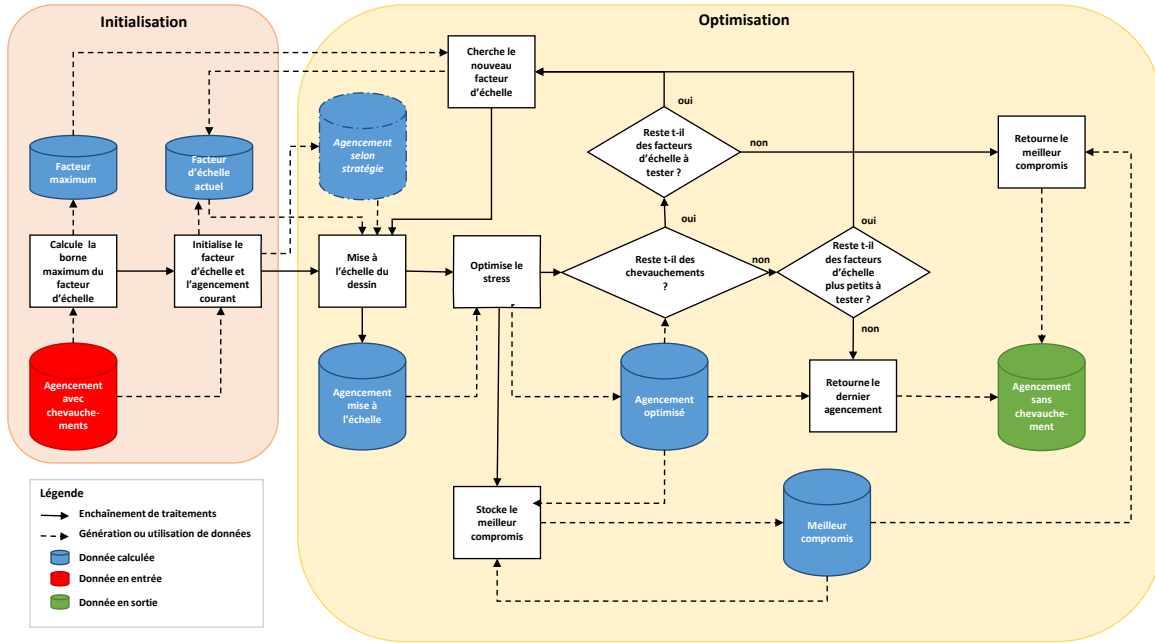 Initialisation
Optimisation
Cherche le
nouveau
facteur
d'échelle
oui
oui
Agencement
selon
stratégie
Reste t-il
des facteurs
d'échelle à
tester ?
non
Retourne le
meilleur
compromis
Facteur
maximum
Facteur
d'échelle
actuel
oui
oui
Calcule la
borne
maximum du
facteur
d'échelle
Initialise le
facteur
d'échelle et
l'agencement
courant
Mise à
l'échelle du
dessin
Optimise le
stress
Reste t-il des
chevauchements
?
non
Reste t-il
des facteurs
d'échelle
plus petits à
tester ?
non
Agencement
avec
chevauche-
ments
Agencement
mise à
l'échelle
Agencement
optimisé
Retourne le
dernier
agencement
Agencement
sans
chevauche-
ment
Stocke le
meilleur
compromis
Meilleur
compromis
Légende
Enchaînement de traitements
Génération ou utilisation de données
Donnée calculée
Donnée en entrée
Donnée en sortie